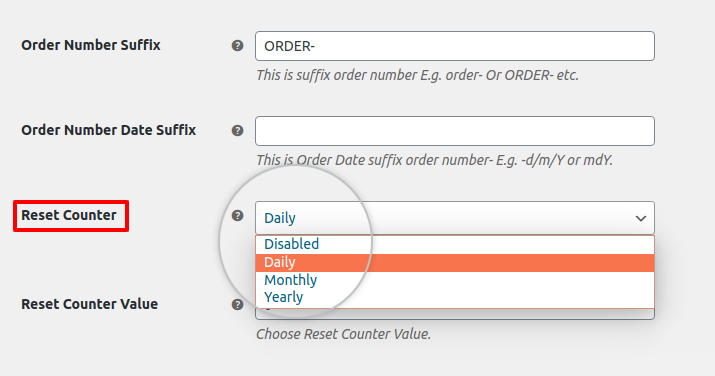 Order Number Suffix
ORDER-
This is suffix order number E.g. order- Or ORDER- etc.
Order Number Date Suffix
This is Order Date suffix order number- E.g. -d/m/Y or mdY.
Reset Counter
Daily
Disabled
Daily
Monthly
Yearly
Reset Counter Value
Choose Reset Counter Value.